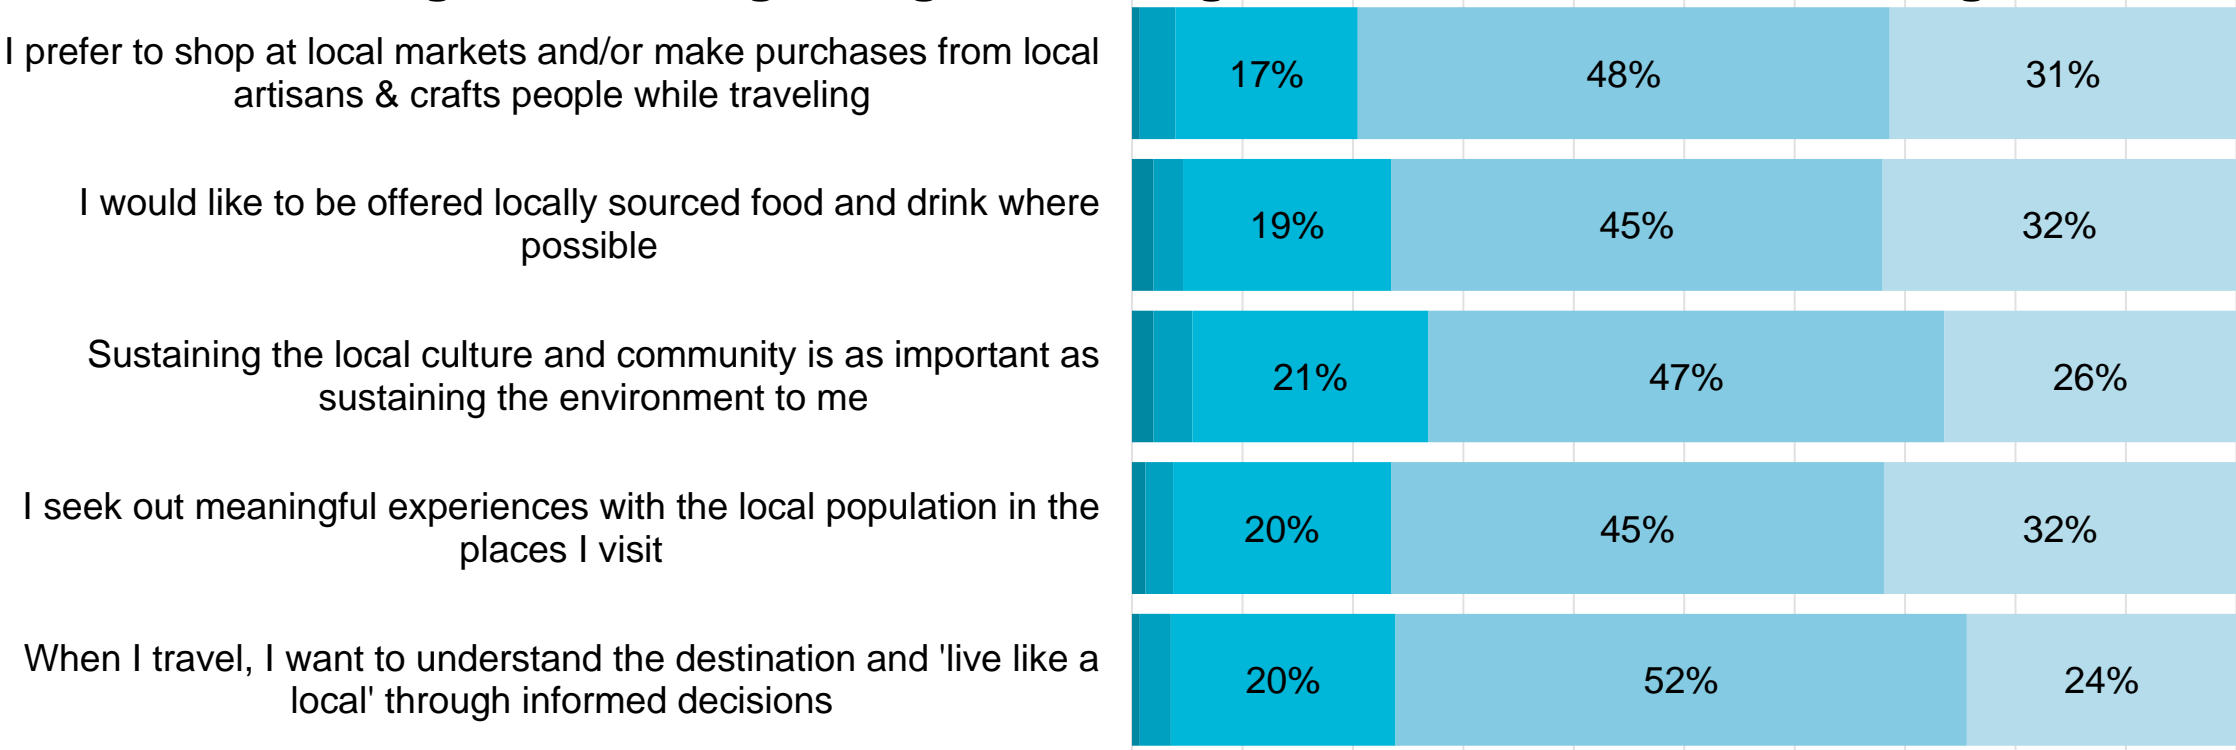 I prefer to shop at local markets and/or make purchases from local
artisans & crafts people while traveling
17% 48% 31%
I would like to be offered locally sourced food and drink where
possible
19% 45% 32%
Sustaining the local culture and community is as important as
sustaining the environment to me
21% 47% 26%
I seek out meaningful experiences with the local population in the
places I visit
20% 45% 32%
When I travel, I want to understand the destination and 'live like a
local' through informed decisions
20% 52% 24%